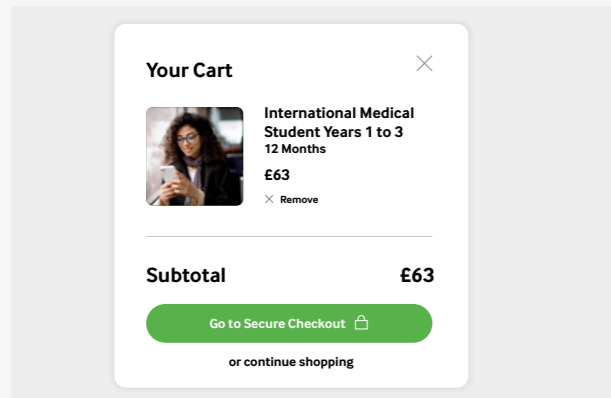 Your Cart
International Medical
Student Years 1 to 3
12 Months
£63
Remove
Subtotal £63
Go to Secure Checkout
or continue shopping